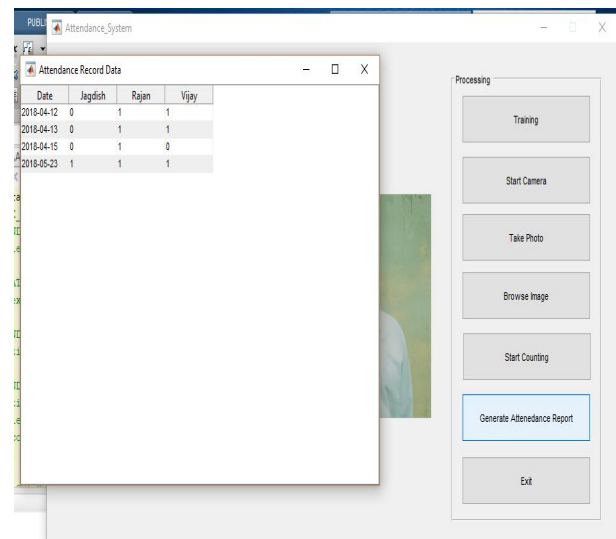 PUBL
Attendance_System
Attendance Record Data
Date Jagdish Rajan Vijay
2018-04-12 0 1 1
2018-04-13 0 1 1
2018-04-15 0 1 0
2018-05-23 1 1 1
Processing
Training
Start Camera
Take Photo
Browse Image
Start Counting
Generate Attenedance Report
Exit